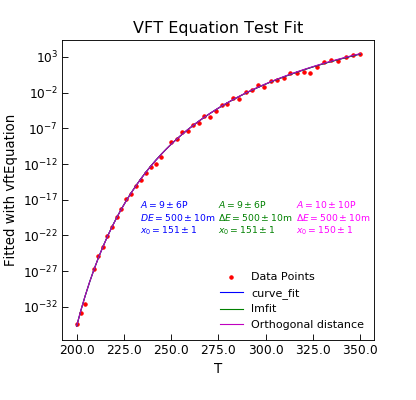 VFT Equation Test Fit
Fitted with vftEquation
10^3
10^-2
10^-7
10^-12
10^-17
10^-22
10^-27
10^-32
A = 9 ± 6P
DE = 500 ± 10m
x₀ = 151 ± 1
A = 9 ± 6P
ΔE = 500 ± 10m
x₀ = 151 ± 1
A = 10 ± 10P
ΔE = 500 ± 10m
x₀ = 150 ± 1
Data Points
curve_fit
lmfit
Orthogonal distance
200.0 225.0 250.0 275.0 300.0 325.0 350.0
T